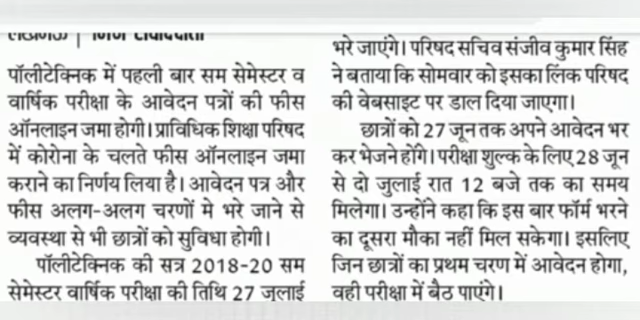 लखनऊ | निज संवाददाता
पॉलीटेक्निक में पहली बार सम सेमेस्टर व
वार्षिक परीक्षा के आवेदन पत्रों की फीस
ऑनलाइन जमा होगी। प्राविधिक शिक्षा परिषद
में कोरोना के चलते फीस ऑनलाइन जमा
कराने का निर्णय लिया है। आवेदन पत्र और
फीस अलग-अलग चरणों मे भरे जाने से
व्यवस्था से भी छात्रों को सुविधा होगी।
पॉलीटेक्निक की सत्र 2018-20 सम
सेमेस्टर वार्षिक परीक्षा की तिथि 27 जुलाई
भरे जाएंगे। परिषद सचिव संजीव कुमार सिंह
ने बताया कि सोमवार को इसका लिंक परिषद
की वेबसाइट पर डाल दिया जाएगा।
छात्रों को 27 जून तक अपने आवेदन भर
कर भेजने होंगे। परीक्षा शुल्क के लिए 28 जून
से दो जुलाई रात 12 बजे तक का समय
मिलेगा। उन्होंने कहा कि इस बार फॉर्म भरने
का दूसरा मौका नहीं मिल सकेगा। इसलिए
जिन छात्रों का प्रथम चरण में आवेदन होगा,
वही परीक्षा में बैठ पाएंगे।